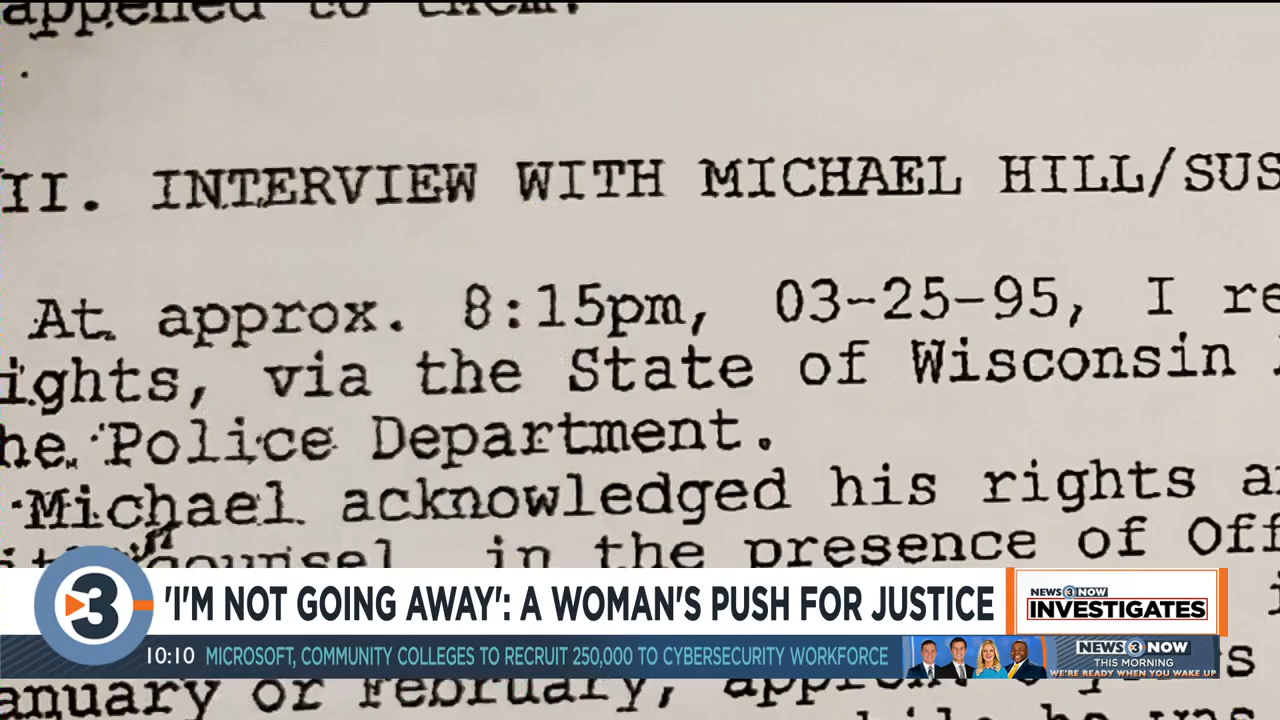 appened to them.
II. INTERVIEW WITH MICHAEL HILL/SUS
At approx. 8:15pm, 03-25-95, I re
ights, via the State of Wisconsin
he Police Department.
Michael acknowledged his rights a
counsel in the presence of Off
3 'I'M NOT GOING AWAY': A WOMAN'S PUSH FOR JUSTICE
NEWS 3 NOW
INVESTIGATES
10:10 MICROSOFT, COMMUNITY COLLEGES TO RECRUIT 250,000 TO CYBERSECURITY WORKFORCE
NEWS 3 NOW
THIS MORNING
WE'RE READY WHEN YOU WAKE UP
anuary or February,